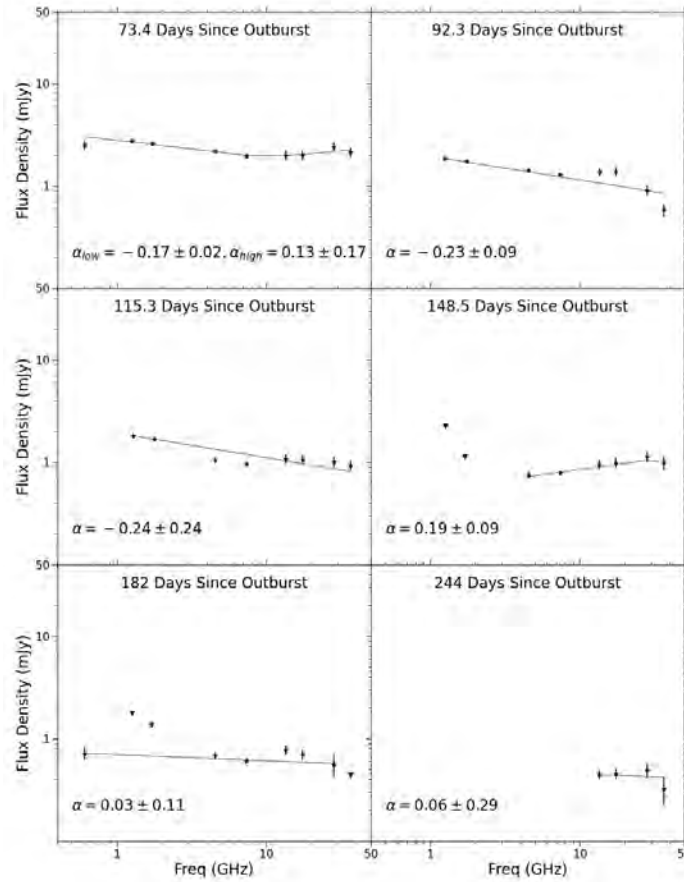 50
73.4 Days Since Outburst
92.3 Days Since Outburst
10
Flux Density (mJy)
1
α_low = −0.17 ± 0.02, α_high = 0.13 ± 0.17
α = −0.23 ± 0.09
50
115.3 Days Since Outburst
148.5 Days Since Outburst
10
Flux Density (mJy)
1
α = −0.24 ± 0.24
α = 0.19 ± 0.09
50
182 Days Since Outburst
244 Days Since Outburst
10
Flux Density (mJy)
1
α = 0.03 ± 0.11
α = 0.06 ± 0.29
1 10 50 1 10 50
Freq (GHz) Freq (GHz)